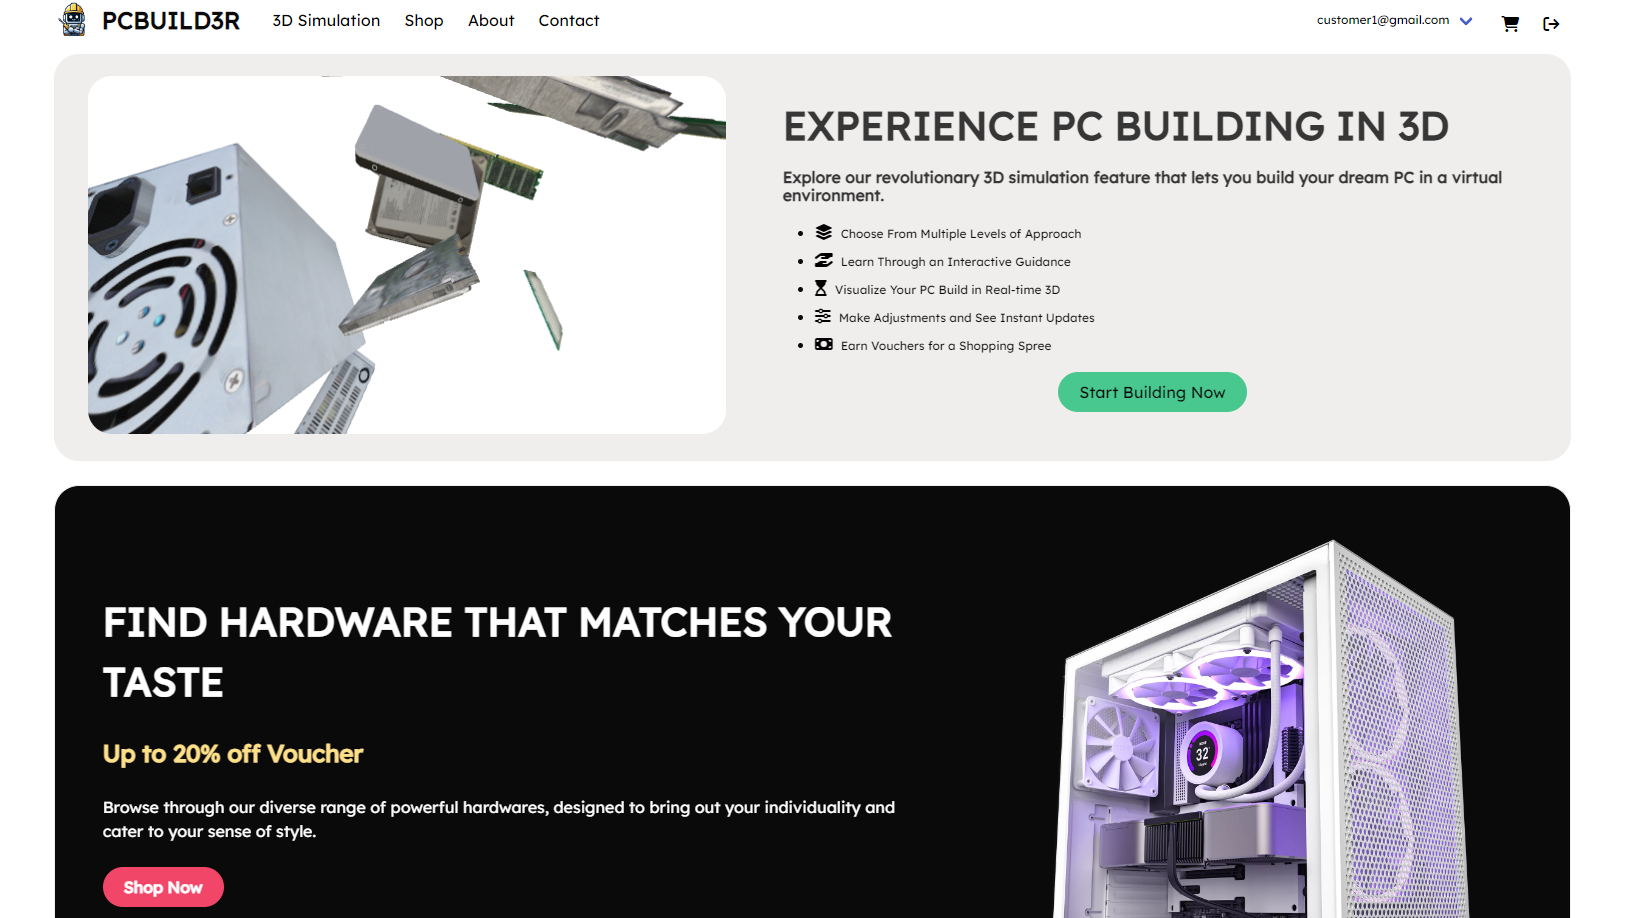 PCBUILD3R
3D Simulation
Shop
About
Contact
customer1@gmail.com
EXPERIENCE PC BUILDING IN 3D
Explore our revolutionary 3D simulation feature that lets you build your dream PC in a virtual
environment.
Choose From Multiple Levels of Approach
Learn Through an Interactive Guidance
Visualize Your PC Build in Real-time 3D
Make Adjustments and See Instant Updates
Earn Vouchers for a Shopping Spree
Start Building Now
FIND HARDWARE THAT MATCHES YOUR
TASTE
Up to 20% off Voucher
Browse through our diverse range of powerful hardwares, designed to bring out your individuality and
cater to your sense of style.
Shop Now
32°